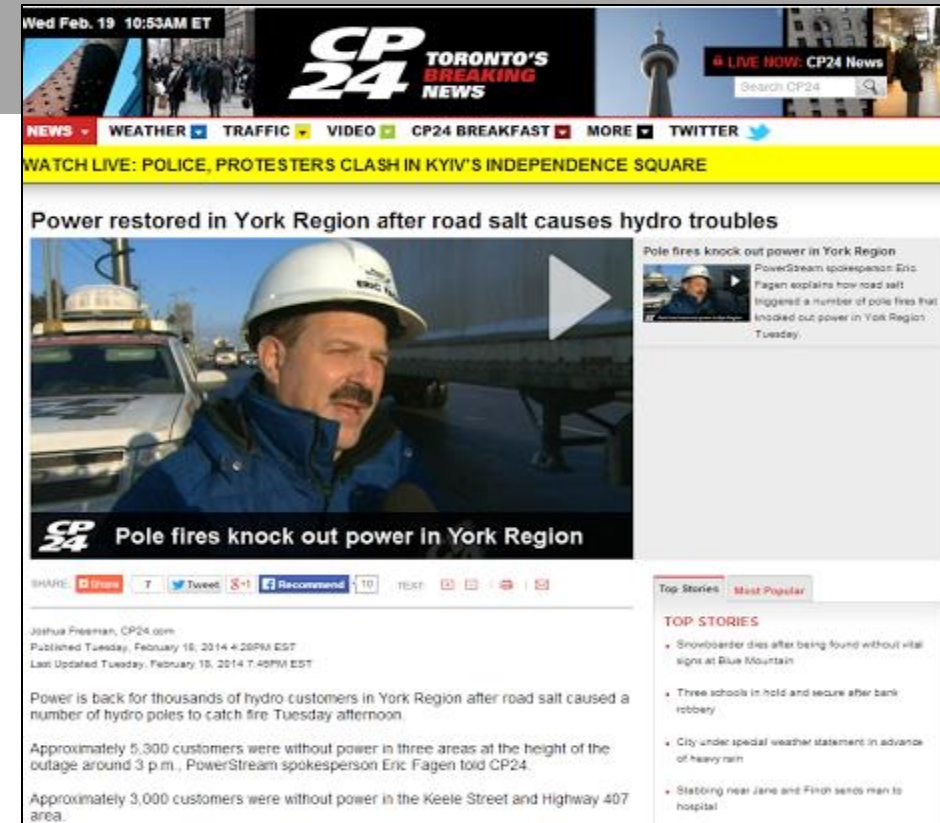 Wed Feb. 19 10:53AM ET
CP
24
TORONTO'S
BREAKING
NEWS
LIVE NOW: CP24 News
Search CP24
NEWS
WEATHER
TRAFFIC
VIDEO
CP24 BREAKFAST
MORE
TWITTER
WATCH LIVE: POLICE, PROTESTERS CLASH IN KYIV'S INDEPENDENCE SQUARE
Power restored in York Region after road salt causes hydro troubles
ERIC
CP
24
Pole fires knock out power in York Region
Pole fires knock out power in York Region
PowerStream spokesperson Eric
Fagen explains how road salt
triggered a number of pole fires that
knocked out power in York Region
Tuesday.
SHARE: Share 7 Tweet g+1 Recommend 10 TEXT:
Joshua Freeman, CP24.com
Published Tuesday, February 18, 2014 4:28PM EST
Last Updated Tuesday, February 18, 2014 7:45PM EST
Power is back for thousands of hydro customers in York Region after road salt caused a
number of hydro poles to catch fire Tuesday afternoon.
Approximately 5,300 customers were without power in three areas at the height of the
outage around 3 p.m., PowerStream spokesperson Eric Fagen told CP24.
Approximately 3,000 customers were without power in the Keele Street and Highway 407
area.
Top Stories
Most Popular
TOP STORIES
Snowboarder dies after being found without vital
signs at Blue Mountain
Three schools in hold and secure after bank
robbery
City under special weather statement in advance
of heavy rain
Stabbing near Jane and Finch sends man to
hospital